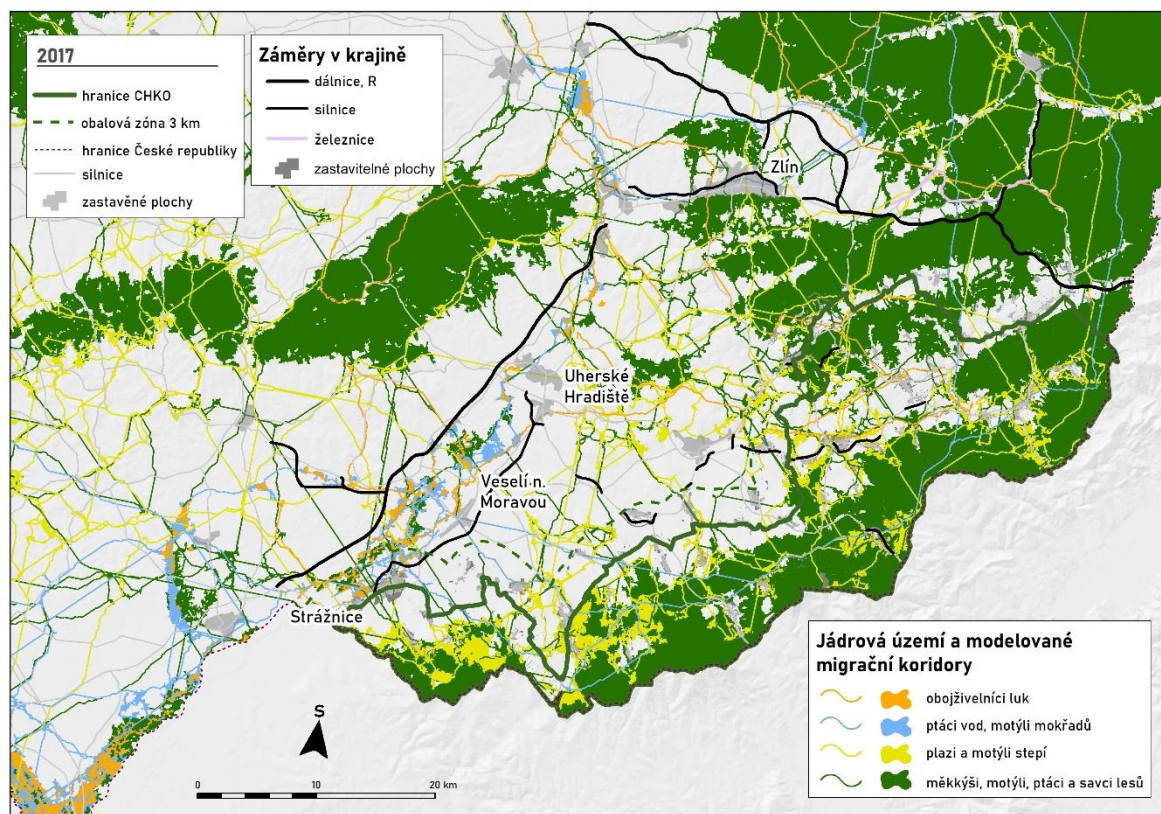 2017
hranice CHKO
obalová zóna 3 km
hranice České republiky
silnice
zastavěné plochy
Záměry v krajině
dálnice, R
silnice
železnice
zastavitelné plochy
Zlín
Uherské
Hradiště
Veselí n.
Moravou
Strážnice
S
0 10 20 km
Jádrová území a modelované
migrační koridory
obojživelníci luk
ptáci vod, motýli mokřadů
plazi a motýli stepí
měkkýši, motýli, ptáci a savci lesů